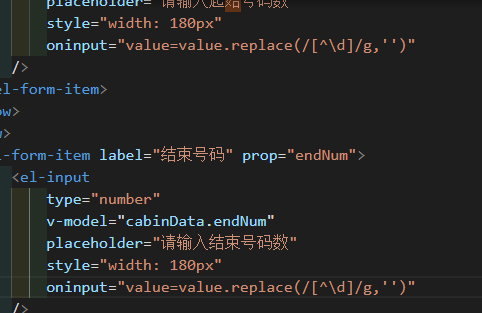 placeholder="请输入起始号码数"
style="width: 180px"
oninput="value=value.replace(/[^\d]/g,'')"
/>
el-form-item>
ow>
w>
l-form-item label="结束号码" prop="endNum">
<el-input
type="number"
v-model="cabinData.endNum"
placeholder="请输入结束号码数"
style="width: 180px"
oninput="value=value.replace(/[^\d]/g,'')"
/>